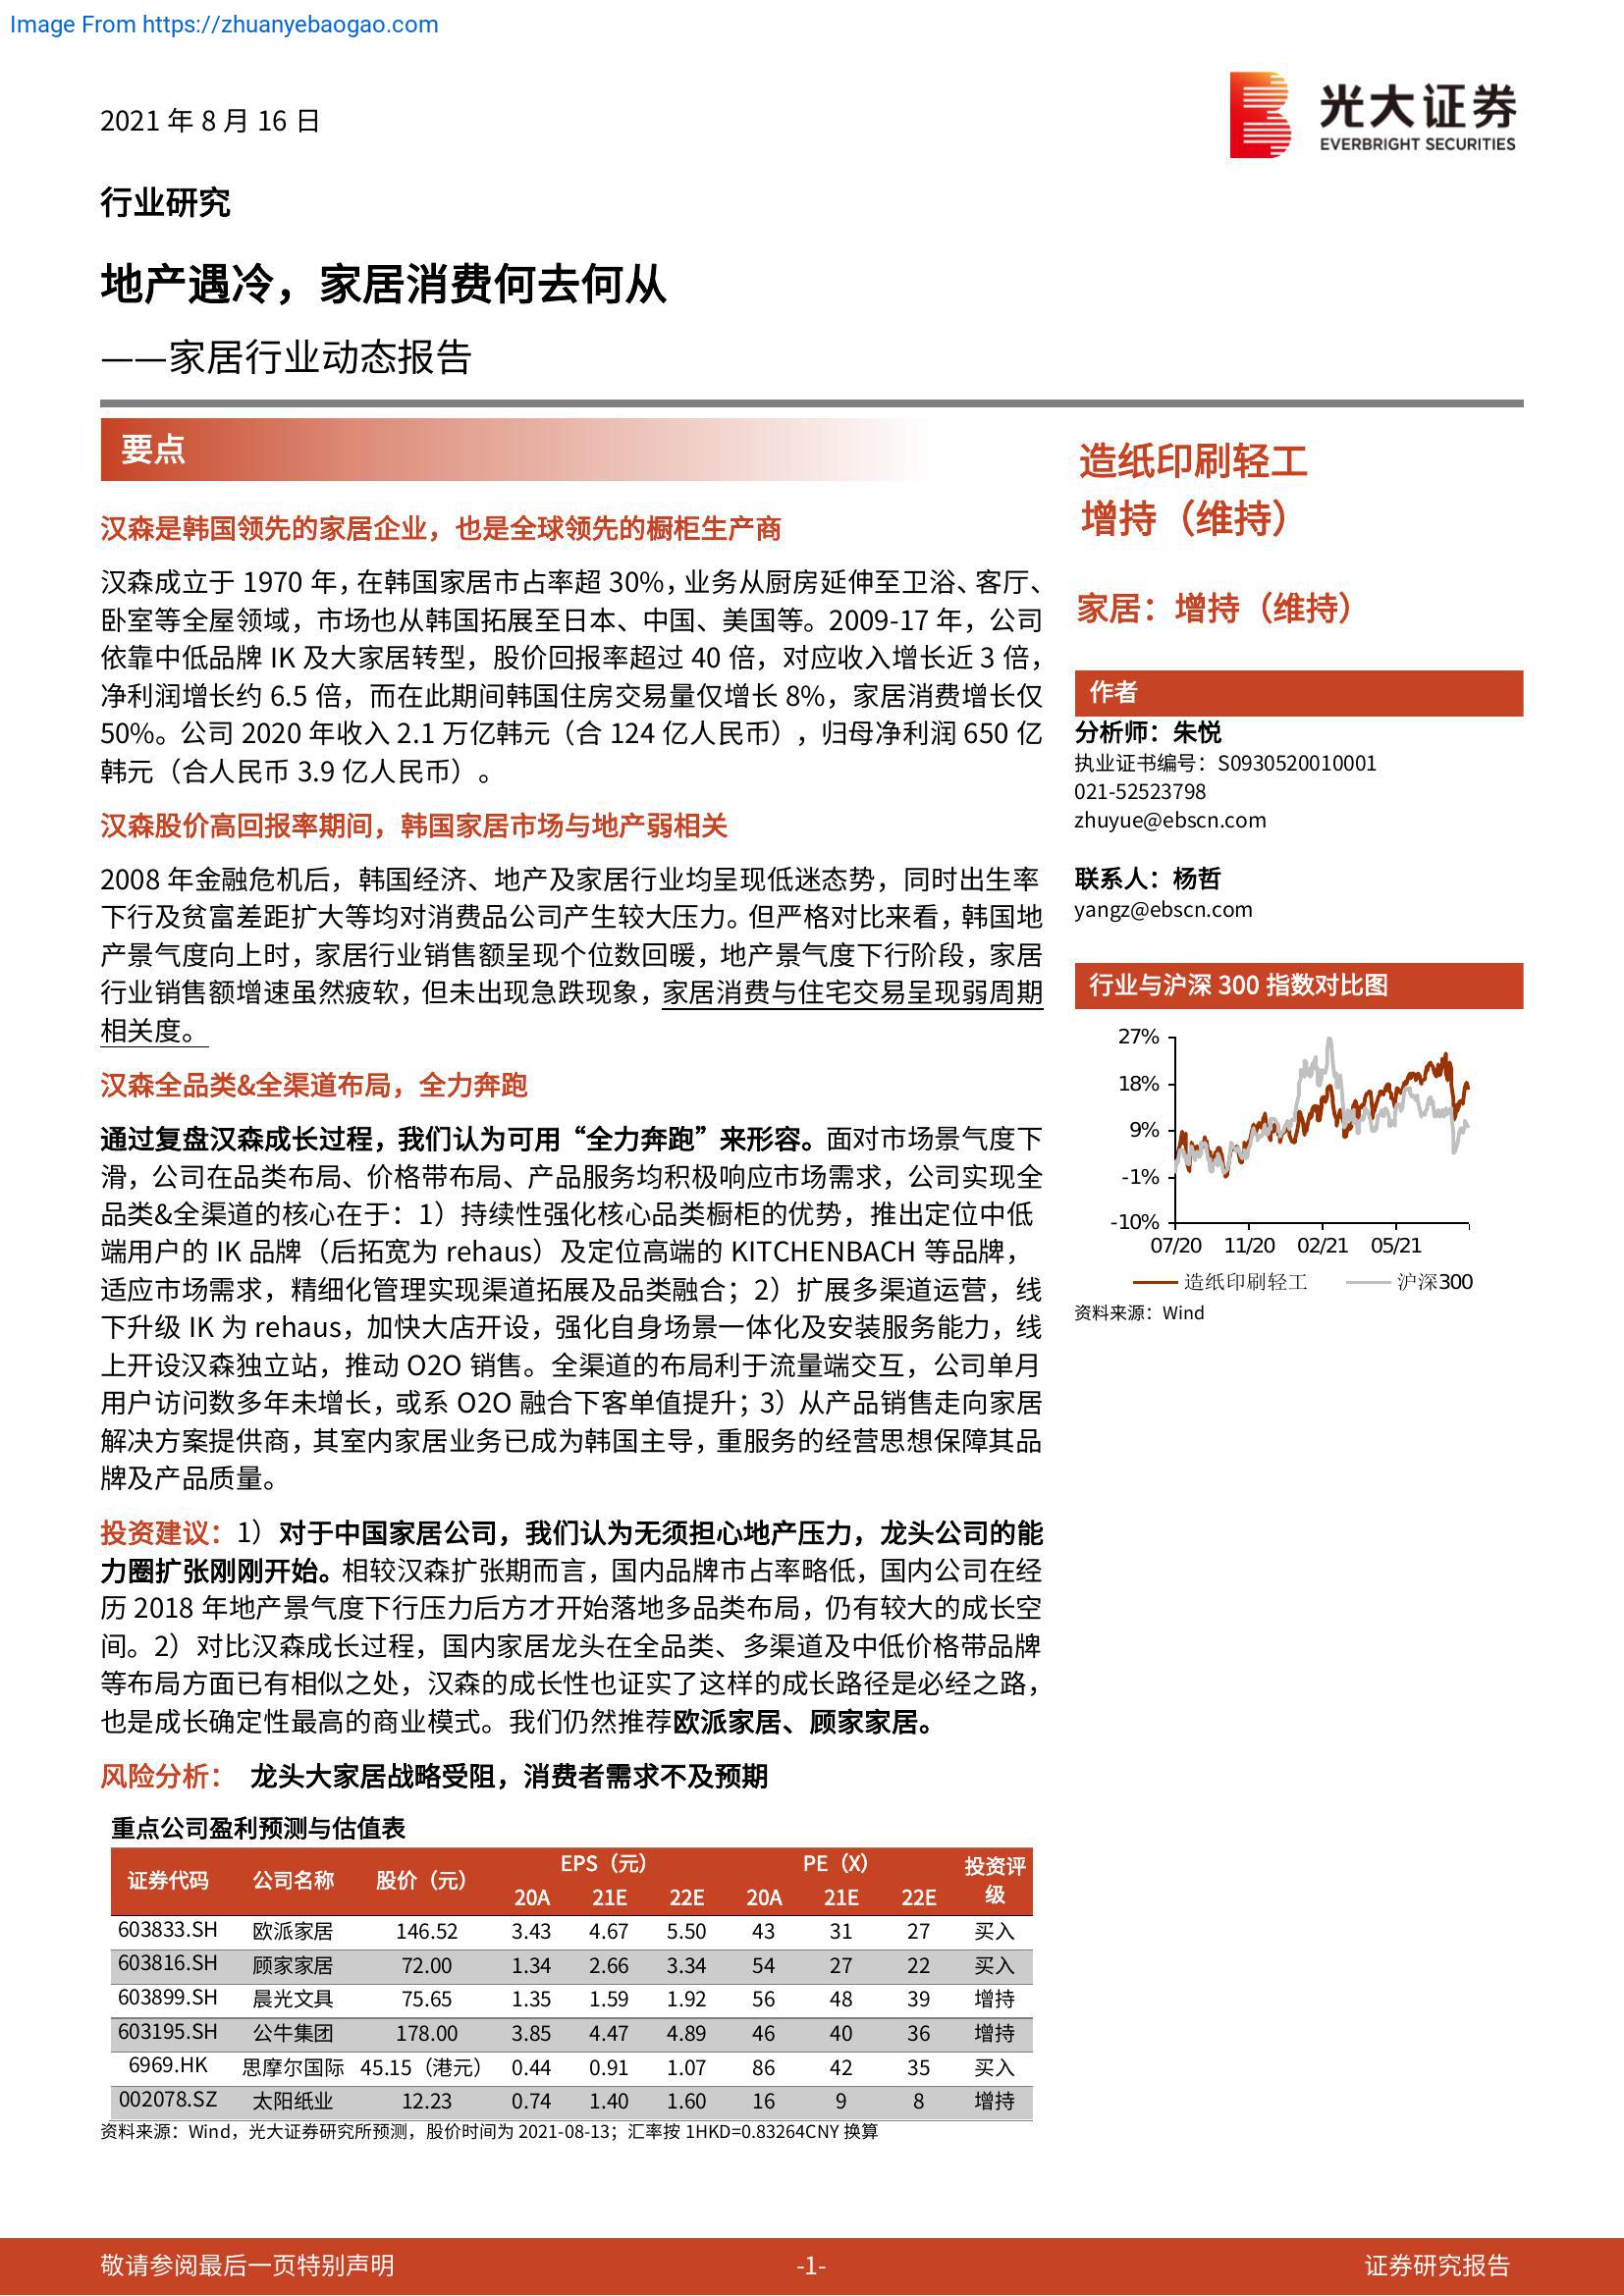 Image From https://zhuanyebaogao.com
2021 年 8 月 16 日
光大证券
EVERBRIGHT SECURITIES
行业研究
地产遇冷，家居消费何去何从
——家居行业动态报告
要点
汉森是韩国领先的家居企业，也是全球领先的橱柜生产商
汉森成立于 1970 年，在韩国家居市占率超 30%，业务从厨房延伸至卫浴、客厅、
卧室等全屋领域，市场也从韩国拓展至日本、中国、美国等。2009-17 年，公司
依靠中低品牌 IK 及大家居转型，股价回报率超过 40 倍，对应收入增长近 3 倍，
净利润增长约 6.5 倍，而在此期间韩国住房交易量仅增长 8%，家居消费增长仅
50%。公司 2020 年收入 2.1 万亿韩元（合 124 亿人民币），归母净利润 650 亿
韩元（合人民币 3.9 亿人民币）。
汉森股价高回报率期间，韩国家居市场与地产弱相关
2008 年金融危机后，韩国经济、地产及家居行业均呈现低迷态势，同时出生率
下行及贫富差距扩大等均对消费品公司产生较大压力。但严格对比来看，韩国地
产景气度向上时，家居行业销售额呈现个位数回暖，地产景气度下行阶段，家居
行业销售额增速虽然疲软，但未出现急跌现象，家居消费与住宅交易呈现弱周期
相关度。
汉森全品类&全渠道布局，全力奔跑
通过复盘汉森成长过程，我们认为可用“全力奔跑”来形容。面对市场景气度下
滑，公司在品类布局、价格带布局、产品服务均积极响应市场需求，公司实现全
品类&全渠道的核心在于：1）持续性强化核心品类橱柜的优势，推出定位中低
端用户的 IK 品牌（后拓宽为 rehaus）及定位高端的 KITCHENBACH 等品牌，
适应市场需求，精细化管理实现渠道拓展及品类融合；2）扩展多渠道运营，线
下升级 IK 为 rehaus，加快大店开设，强化自身场景一体化及安装服务能力，线
上开设汉森独立站，推动 O2O 销售。全渠道的布局利于流量端交互，公司单月
用户访问数多年未增长，或系 O2O 融合下客单值提升；3）从产品销售走向家居
解决方案提供商，其室内家居业务已成为韩国主导，重服务的经营思想保障其品
牌及产品质量。
投资建议：1）对于中国家居公司，我们认为无须担心地产压力，龙头公司的能
力圈扩张刚刚开始。相较汉森扩张期而言，国内品牌市占率略低，国内公司在经
历 2018 年地产景气度下行压力后方才开始落地多品类布局，仍有较大的成长空
间。2）对比汉森成长过程，国内家居龙头在全品类、多渠道及中低价格带品牌
等布局方面已有相似之处，汉森的成长性也证实了这样的成长路径是必经之路，
也是成长确定性最高的商业模式。我们仍然推荐欧派家居、顾家家居。
风险分析： 龙头大家居战略受阻，消费者需求不及预期
重点公司盈利预测与估值表
证券代码 公司名称 股价（元） EPS（元） PE（X） 投资评级
20A 21E 22E 20A 21E 22E
603833.SH 欧派家居 146.52 3.43 4.67 5.50 43 31 27 买入
603816.SH 顾家家居 72.00 1.34 2.66 3.34 54 27 22 买入
603899.SH 晨光文具 75.65 1.35 1.59 1.92 56 48 39 增持
603195.SH 公牛集团 178.00 3.85 4.47 4.89 46 40 36 增持
6969.HK 思摩尔国际 45.15（港元） 0.44 0.91 1.07 86 42 35 买入
002078.SZ 太阳纸业 12.23 0.74 1.40 1.60 16 9 8 增持
资料来源：Wind，光大证券研究所预测，股价时间为 2021-08-13；汇率按 1HKD=0.83264CNY 换算
造纸印刷轻工
增持（维持）
家居：增持（维持）
作者
分析师：朱悦
执业证书编号：S0930520010001
021-52523798
zhuyue@ebscn.com
联系人：杨哲
yangz@ebscn.com
行业与沪深 300 指数对比图
27%
18%
9%
-1%
-10%
07/20 11/20 02/21 05/21
造纸印刷轻工 沪深300
资料来源：Wind
敬请参阅最后一页特别声明 -1- 证券研究报告